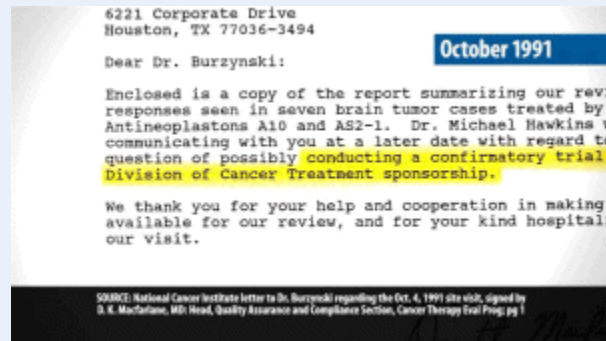 6221 Corporate Drive
Houston, TX 77036-3494
October 1991
Dear Dr. Burzynski:
Enclosed is a copy of the report summarizing our revi
responses seen in seven brain tumor cases treated by
Antineoplastons A10 and AS2-1. Dr. Michael Hawkins w
communicating with you at a later date with regard to
question of possibly conducting a confirmatory trial
Division of Cancer Treatment sponsorship.
We thank you for your help and cooperation in making
available for our review, and for your kind hospitali
our visit.
SOURCE: National Cancer Institute letter to Dr. Burzynski regarding the Oct. 4, 1991 site visit, signed by
D. K. Macfarlane, MD: Head, Quality Assurance and Compliance Section, Cancer Therapy Eval Prog; pg 1